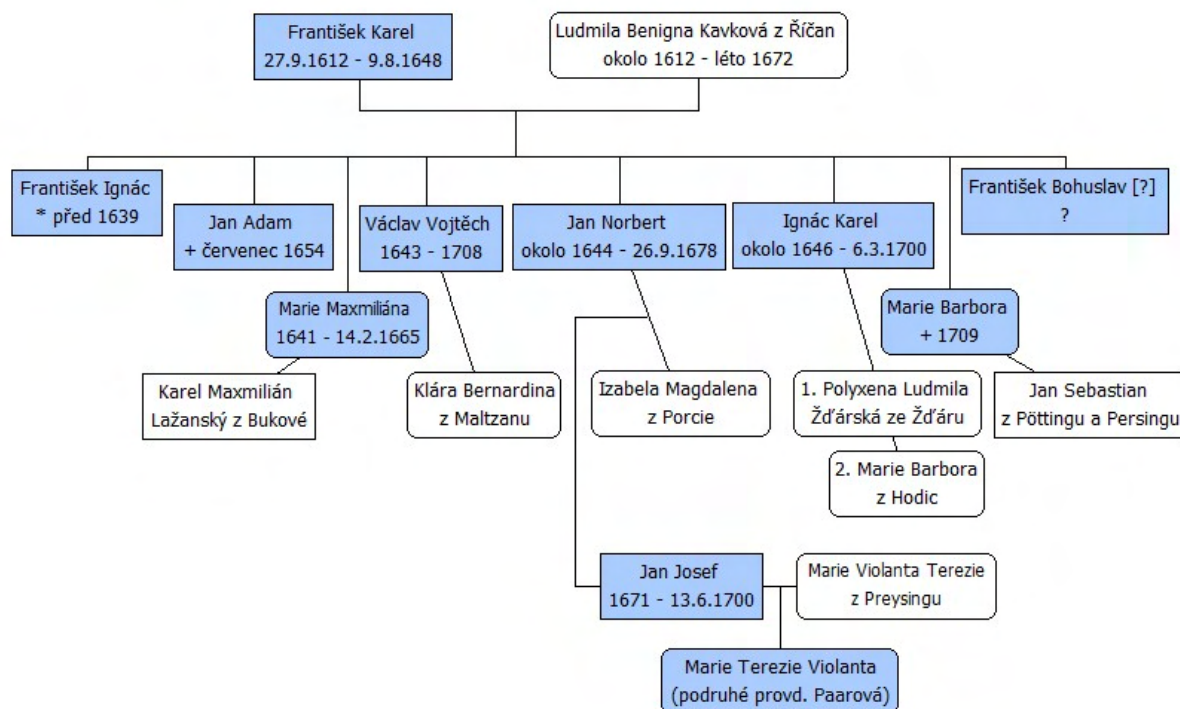 František Karel
27.9.1612 - 9.8.1648
Ludmila Benigna Kavková z Říčan
okolo 1612 - léto 1672
František Ignác
* před 1639
Jan Adam
+ červenec 1654
Václav Vojtěch
1643 - 1708
Jan Norbert
okolo 1644 - 26.9.1678
Ignác Karel
okolo 1646 - 6.3.1700
František Bohuslav [?]
?
Marie Maxmiliána
1641 - 14.2.1665
Marie Barbora
+ 1709
Karel Maxmilián
Lažanský z Bukové
Klára Bernardina
z Maltzanu
Izabela Magdalena
z Porcie
1. Polyxena Ludmila
Žďárská ze Žďáru
Jan Sebastian
z Pöttingu a Persingu
2. Marie Barbora
z Hodic
Jan Josef
1671 - 13.6.1700
Marie Violanta Terezie
z Preysingu
Marie Terezie Violanta
(podruhé provd. Paarová)